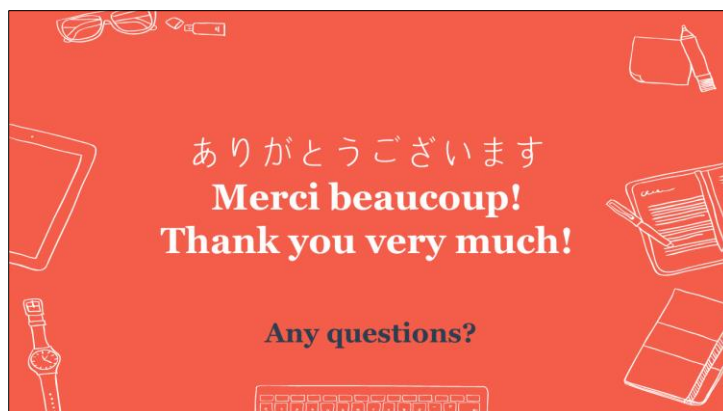 ありがとうございます
Merci beaucoup!
Thank you very much!
Any questions?